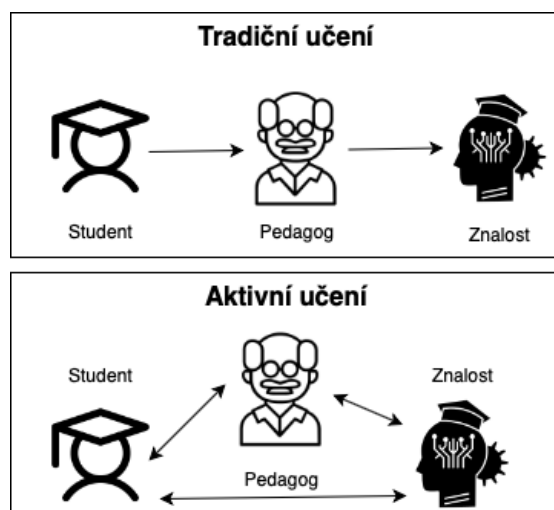 Tradiční učení
Student
Pedagog
Znalost
Aktivní učení
Student
Znalost
Pedagog